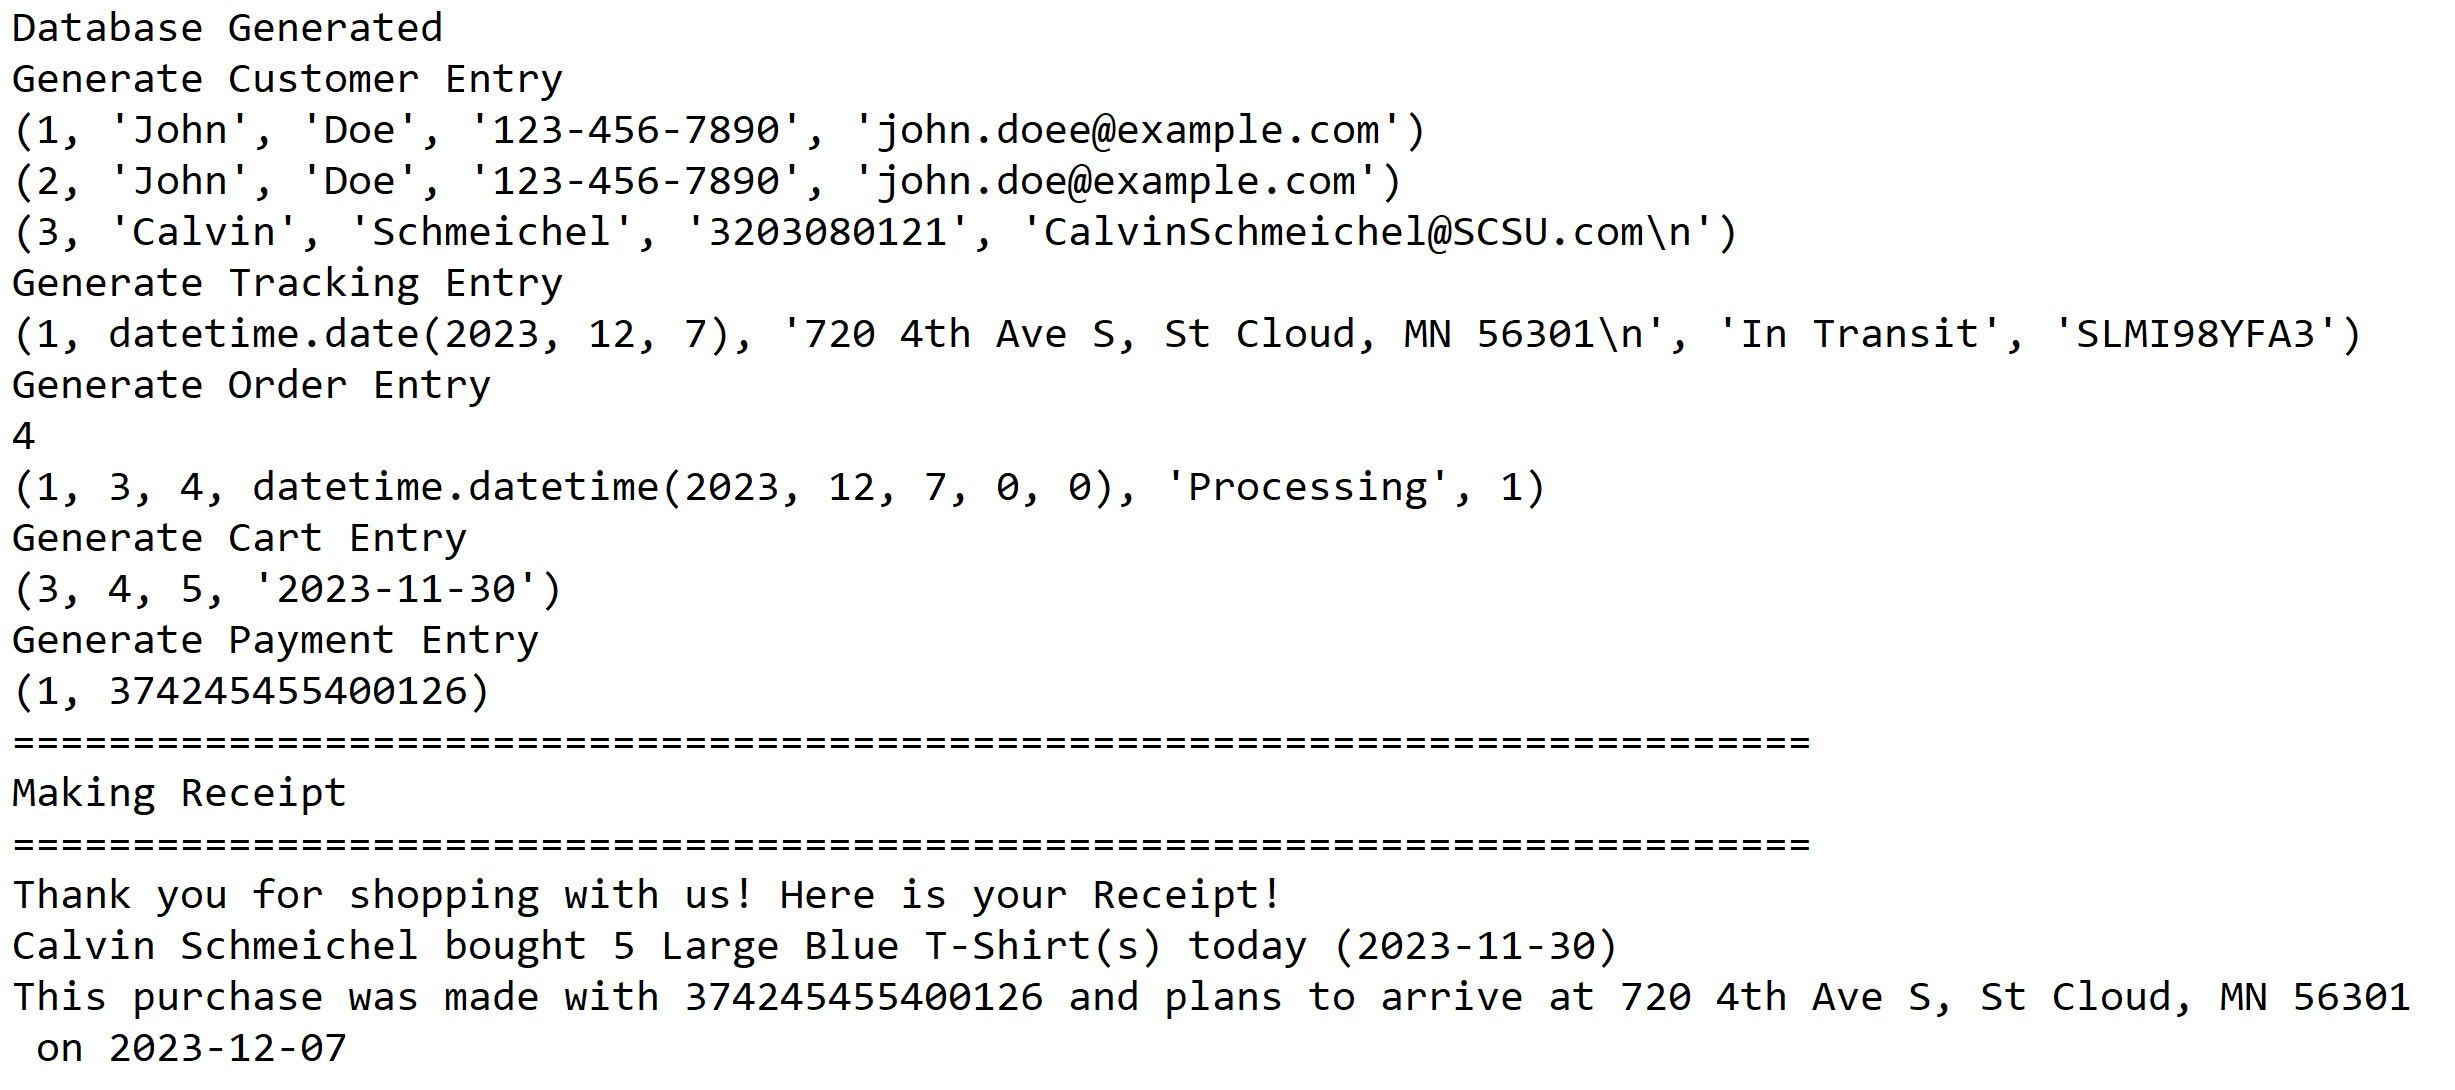 Database Generated
Generate Customer Entry
(1, 'John', 'Doe', '123-456-7890', 'john.doee@example.com')
(2, 'John', 'Doe', '123-456-7890', 'john.doe@example.com')
(3, 'Calvin', 'Schmeichel', '3203080121', 'CalvinSchmeichel@SCSU.com\n')
Generate Tracking Entry
(1, datetime.date(2023, 12, 7), '720 4th Ave S, St Cloud, MN 56301\n', 'In Transit', 'SLMI98YFA3')
Generate Order Entry
4
(1, 3, 4, datetime.datetime(2023, 12, 7, 0, 0), 'Processing', 1)
Generate Cart Entry
(3, 4, 5, '2023-11-30')
Generate Payment Entry
(1, 374245455400126)
===========================================================================
Making Receipt
===========================================================================
Thank you for shopping with us! Here is your Receipt!
Calvin Schmeichel bought 5 Large Blue T-Shirt(s) today (2023-11-30)
This purchase was made with 374245455400126 and plans to arrive at 720 4th Ave S, St Cloud, MN 56301
 on 2023-12-07